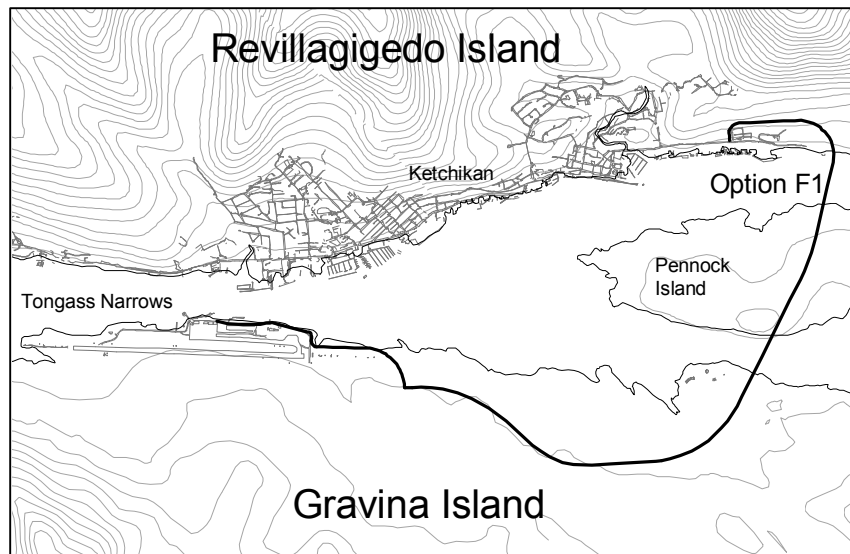 Revillagigedo Island
Ketchikan
Option F1
Pennock
Island
Tongass Narrows
Gravina Island